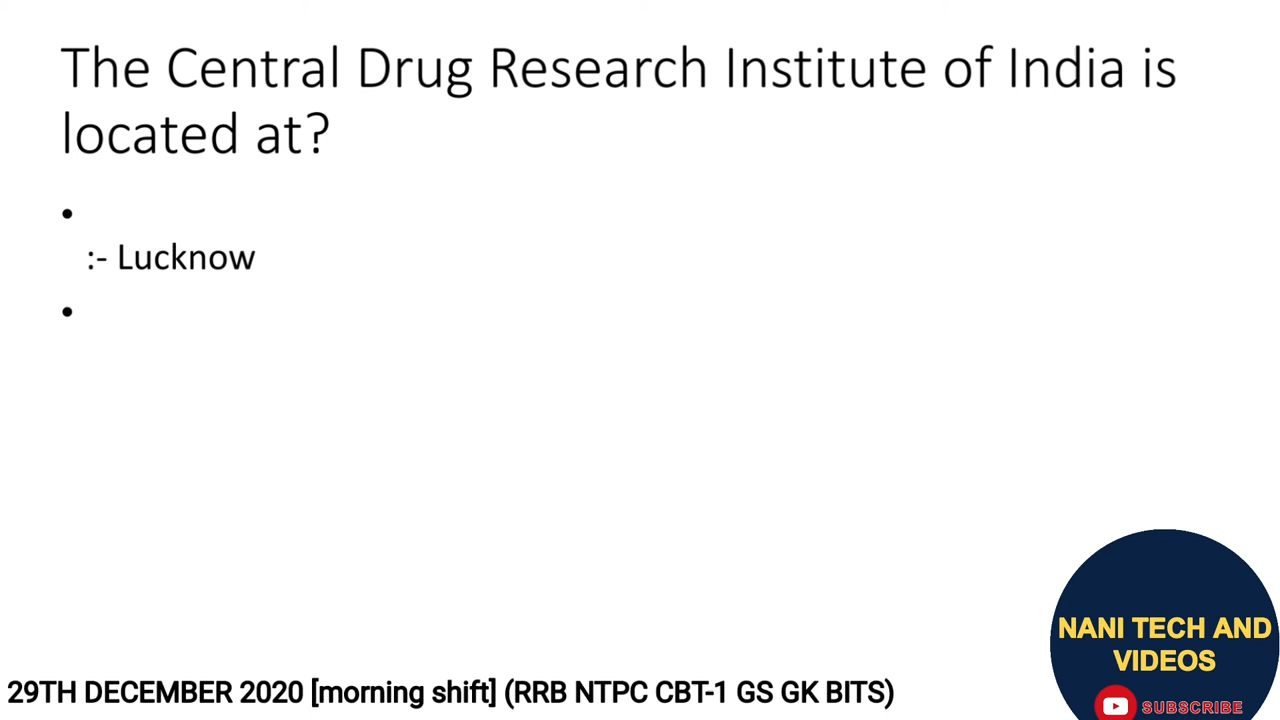 The Central Drug Research Institute of India is
located at?
•
:- Lucknow
•
NANI TECH AND
VIDEOS
29TH DECEMBER 2020 [morning shift] (RRB NTPC CBT-1 GS GK BITS)
SUBSCRIBE